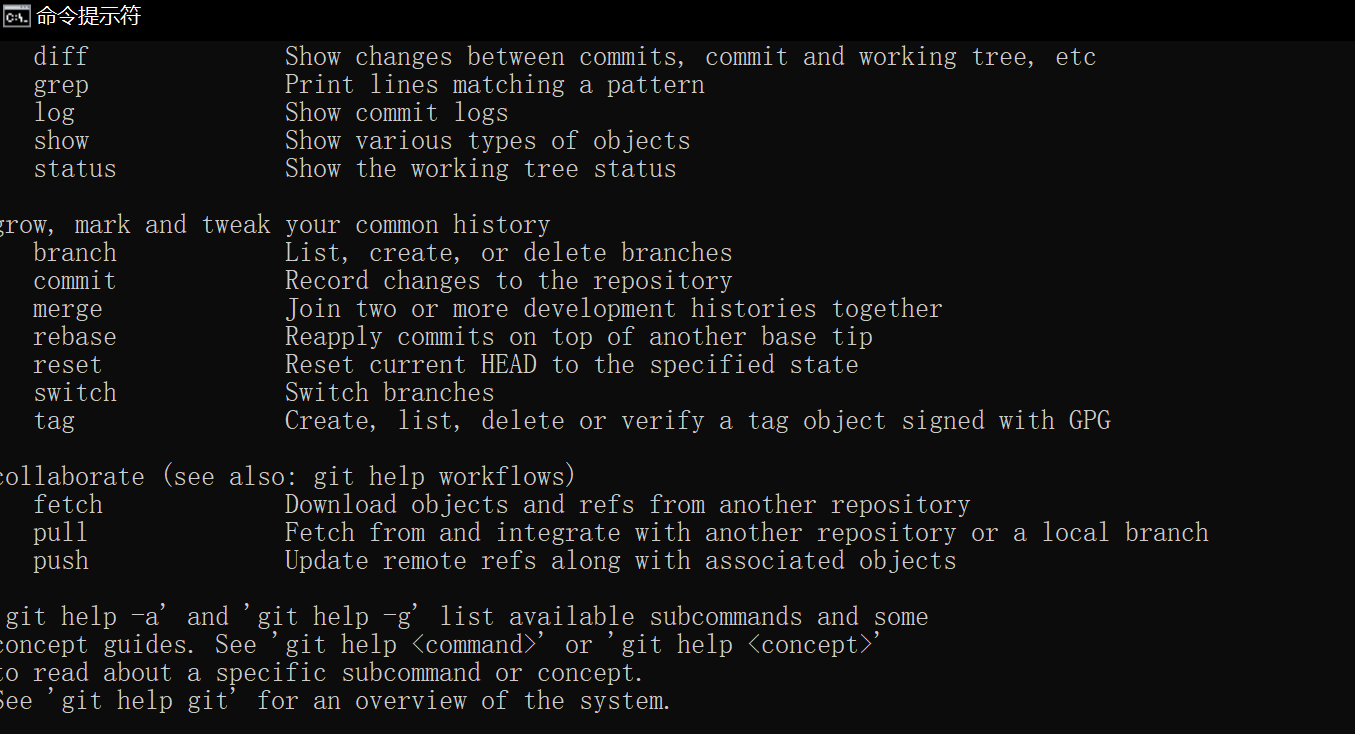 命令提示符
diff Show changes between commits, commit and working tree, etc
grep Print lines matching a pattern
log Show commit logs
show Show various types of objects
status Show the working tree status
grow, mark and tweak your common history
branch List, create, or delete branches
commit Record changes to the repository
merge Join two or more development histories together
rebase Reapply commits on top of another base tip
reset Reset current HEAD to the specified state
switch Switch branches
tag Create, list, delete or verify a tag object signed with GPG
collaborate (see also: git help workflows)
fetch Download objects and refs from another repository
pull Fetch from and integrate with another repository or a local branch
push Update remote refs along with associated objects
'git help -a' and 'git help -g' list available subcommands and some
concept guides. See 'git help <command>' or 'git help <concept>'
to read about a specific subcommand or concept.
See 'git help git' for an overview of the system.